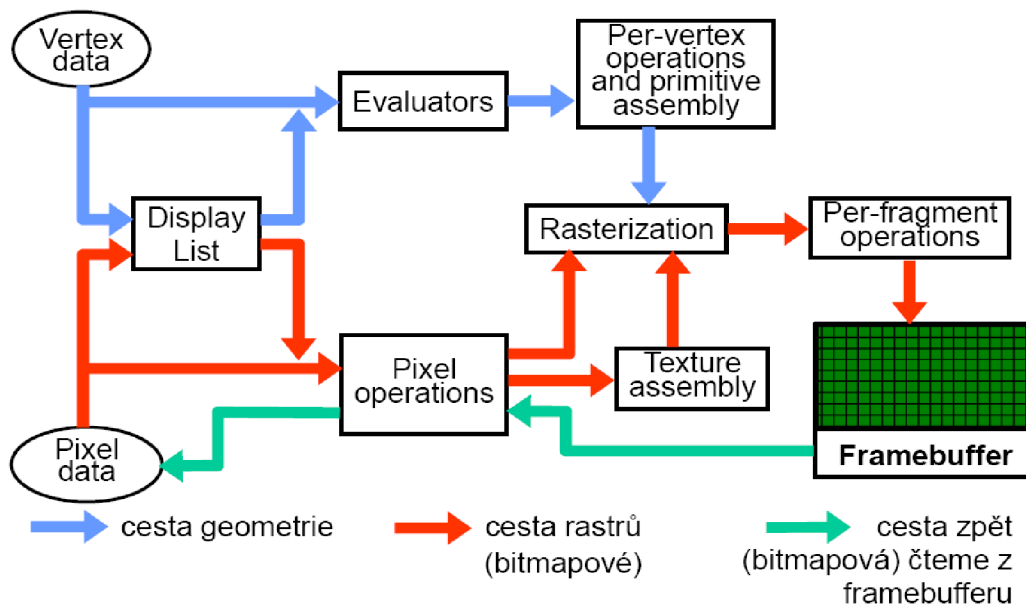 Vertex
data
Evaluators
Per-vertex
operations
and primitive
assembly
Display
List
Rasterization
Per-fragment
operations
Pixel
operations
Texture
assembly
Pixel
data
Framebuffer
cesta geometrie
cesta rastrů
(bitmapové)
cesta zpět
(bitmapová) čteme z
framebufferu